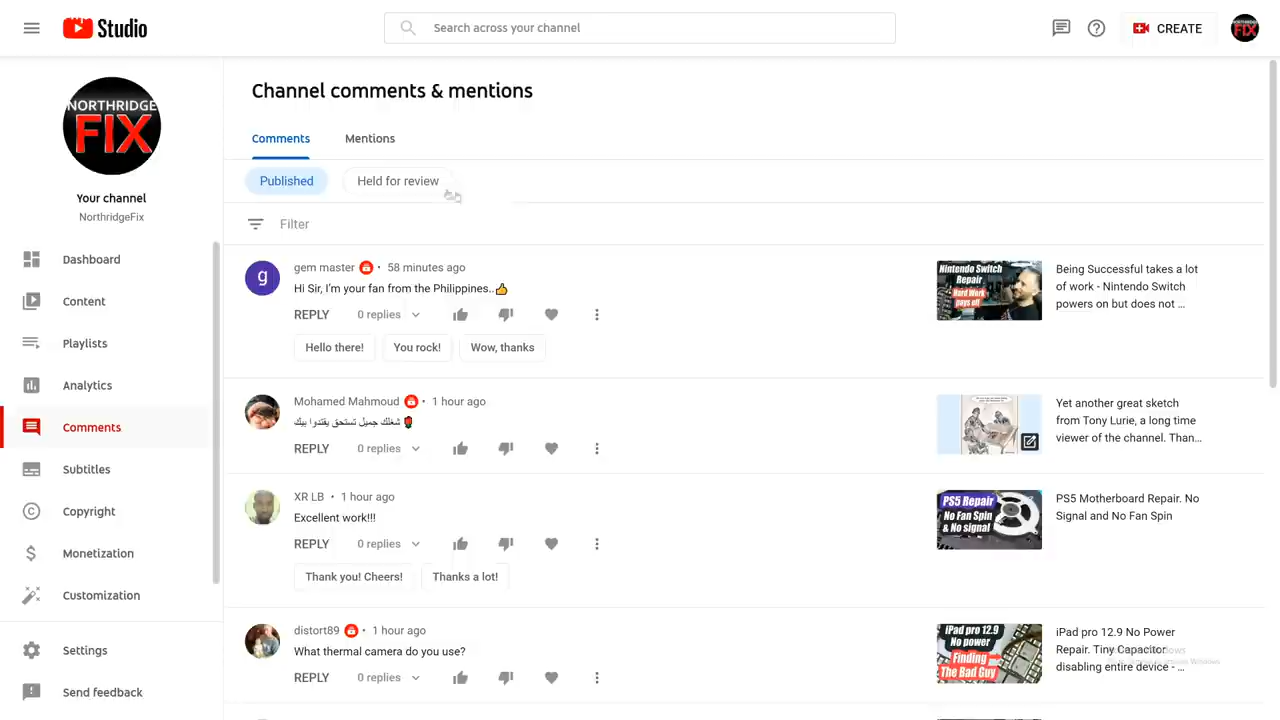 Studio
Search across your channel
CREATE
NORTHRIDGE
FIX
NORTHRIDGE
FIX
Your channel
NorthridgeFix
Dashboard
Content
Playlists
Analytics
Comments
Subtitles
Copyright
Monetization
Customization
Settings
Send feedback
Channel comments & mentions
Comments
Mentions
Published
Held for review
Filter
g
gem master • 58 minutes ago
Hi Sir, I'm your fan from the Philippines..👍
REPLY 0 replies
Hello there! You rock! Wow, thanks
Nintendo Switch
Repair
Hard Work
pays off
Being Successful takes a lot
of work - Nintendo Switch
powers on but does not ...
Mohamed Mahmoud • 1 hour ago
شغلك جميل تستحق يقتدوا بيك🌹
REPLY 0 replies
Yet another great sketch
from Tony Lurie, a long time
viewer of the channel. Than...
XR LB • 1 hour ago
Excellent work!!!
REPLY 0 replies
Thank you! Cheers! Thanks a lot!
PS5 Repair
No Fan Spin
& No signal
PS5 Motherboard Repair. No
Signal and No Fan Spin
distort89 • 1 hour ago
What thermal camera do you use?
REPLY 0 replies
iPad pro 12.9
No power
Finding
The Bad Guy
iPad pro 12.9 No Power
Repair. Tiny Capacitor
disabling entire device - ...